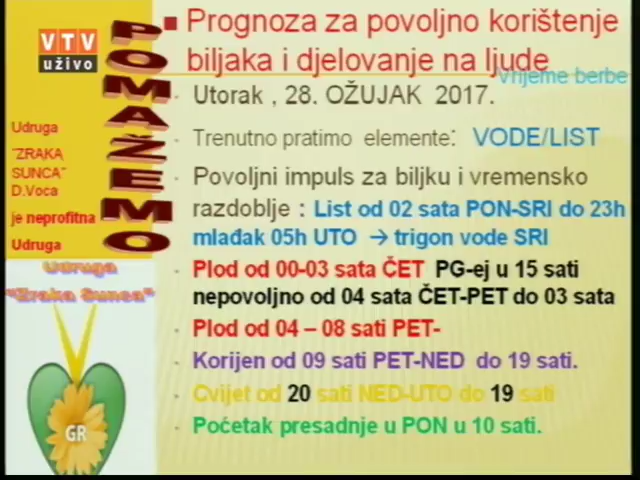 VTV
uživo
POMAŽEMO
Udruga
"ZRAKA
SUNCA"
D.Voca
je neprofitna
Udruga
Udruga
"Zraka Sunca"
GR
Prognoza za povoljno korištenje
biljaka i djelovanje na ljude
Vrijeme berbe
Utorak , 28. OŽUJAK 2017.
Trenutno pratimo elemente: VODE/LIST
Povoljni impuls za biljku i vremensko
razdoblje : List od 02 sata PON-SRI do 23h
mlađak 05h UTO → trigon vode SRI
Plod od 00-03 sata ČET PG-ej u 15 sati
nepovoljno od 04 sata ČET-PET do 03 sata
Plod od 04 – 08 sati PET-
Korijen od 09 sati PET-NED do 19 sati.
Cvijet od 20 sati NED-UTO do 19 sati
Početak presadnje u PON u 10 sati.